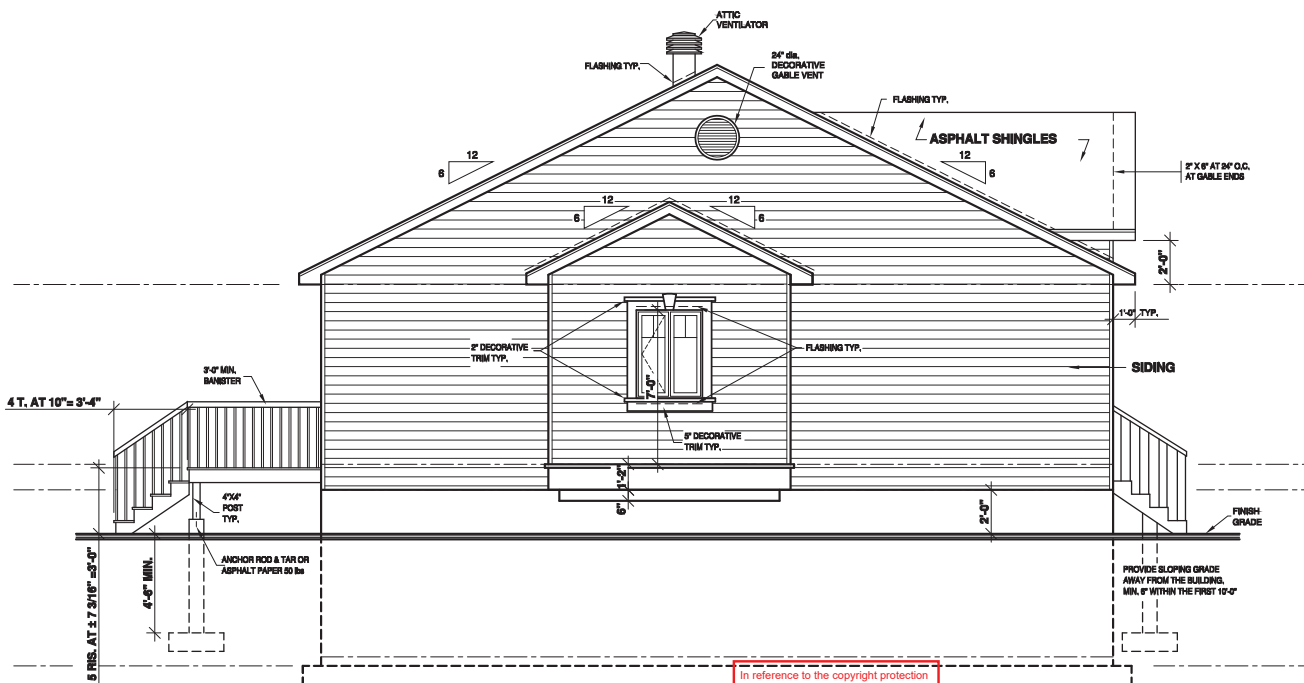 ATTIC
VENTILATOR
FLASHING TYP.
24" dia.
DECORATIVE
GABLE VENT
FLASHING TYP.
ASPHALT SHINGLES
12
6
12
6
2" X 6" AT 24" O.C.
AT GABLE ENDS
12
6
12
6
2'-0"
1'-0" TYP.
2" DECORATIVE
TRIM TYP.
FLASHING TYP.
SIDING
3'-0" MIN.
BANISTER
7'-0"
4 T. AT 10"= 3'-4"
5" DECORATIVE
TRIM TYP.
1'-2"
6"
4"X4"
POST
TYP.
2'-0"
FINISH
GRADE
ANCHOR ROD & TAR OR
ASPHALT PAPER 50 lbs
4'-6" MIN.
5 RIS. AT ± 7 3/16" =3'-0"
PROVIDE SLOPING GRADE
AWAY FROM THE BUILDING,
MIN. 6" WITHIN THE FIRST 10'-0"
In reference to the copyright protection